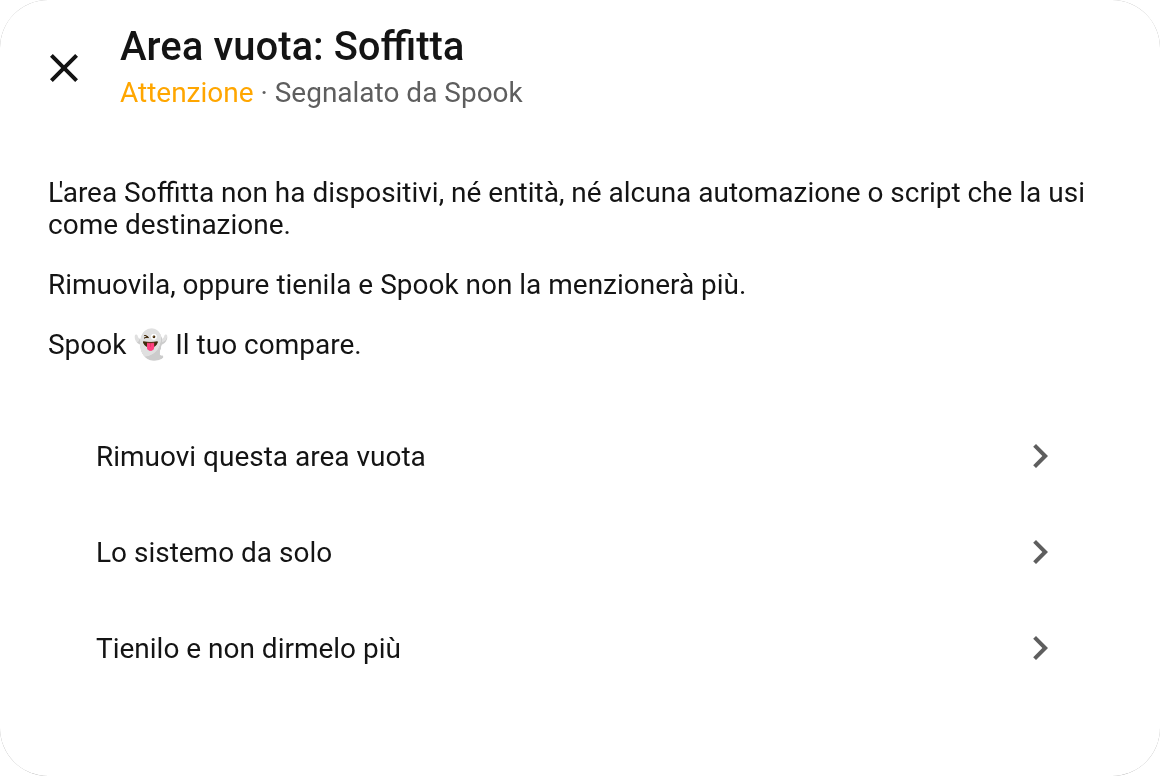 Area vuota: Soffitta
Attenzione · Segnalato da Spook
L'area Soffitta non ha dispositivi, né entità, né alcuna automazione o script che la usi
come destinazione.
Rimuovila, oppure tienila e Spook non la menzionerà più.
Spook 👻 Il tuo compare.
Rimuovi questa area vuota
Lo sistemo da solo
Tienilo e non dirmelo più